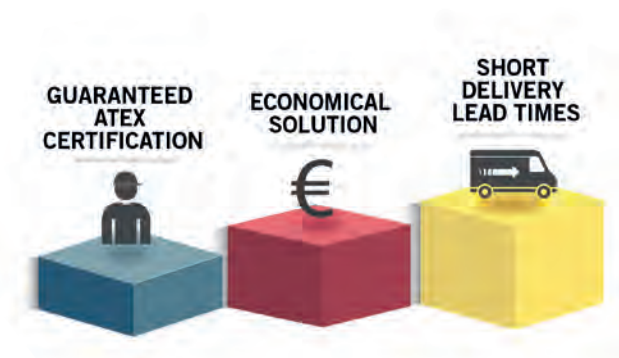 GUARANTEED
ATEX
CERTIFICATION
ECONOMICAL
SOLUTION
€
SHORT
DELIVERY
LEAD TIMES